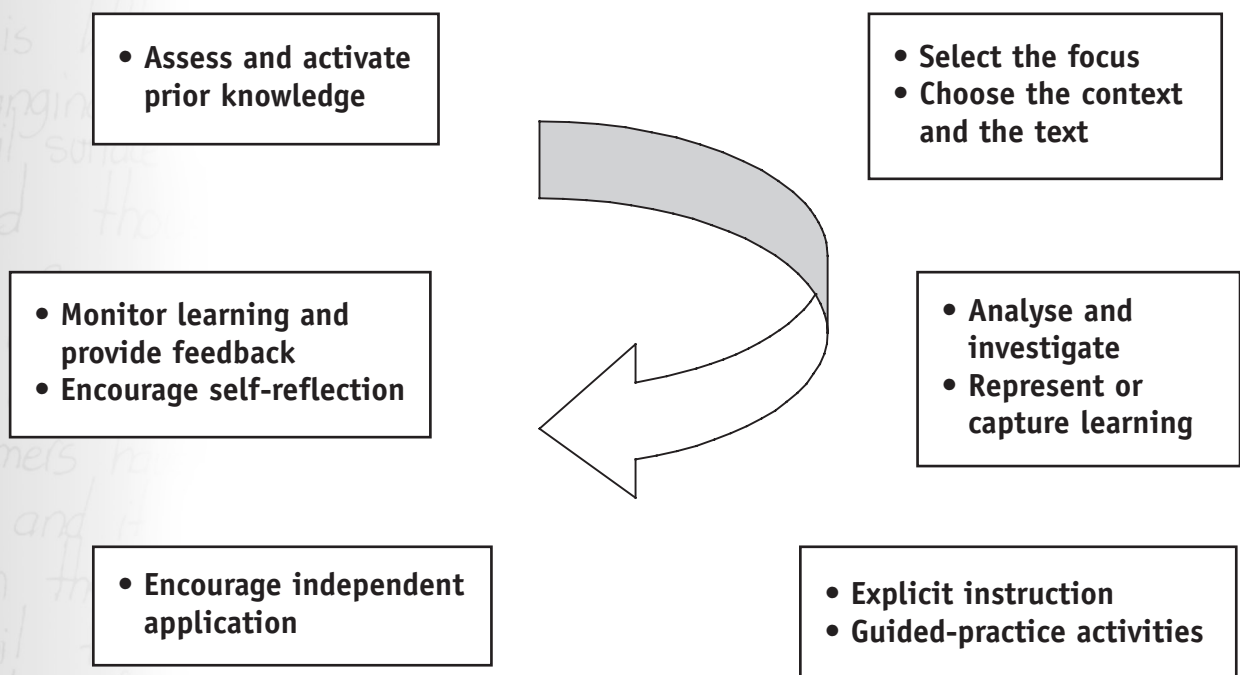 • Assess and activate
prior knowledge
• Select the focus
• Choose the context
and the text
• Analyse and
investigate
• Represent or
capture learning
• Explicit instruction
• Guided-practice activities
• Encourage independent
application
• Monitor learning and
provide feedback
• Encourage self-reflection